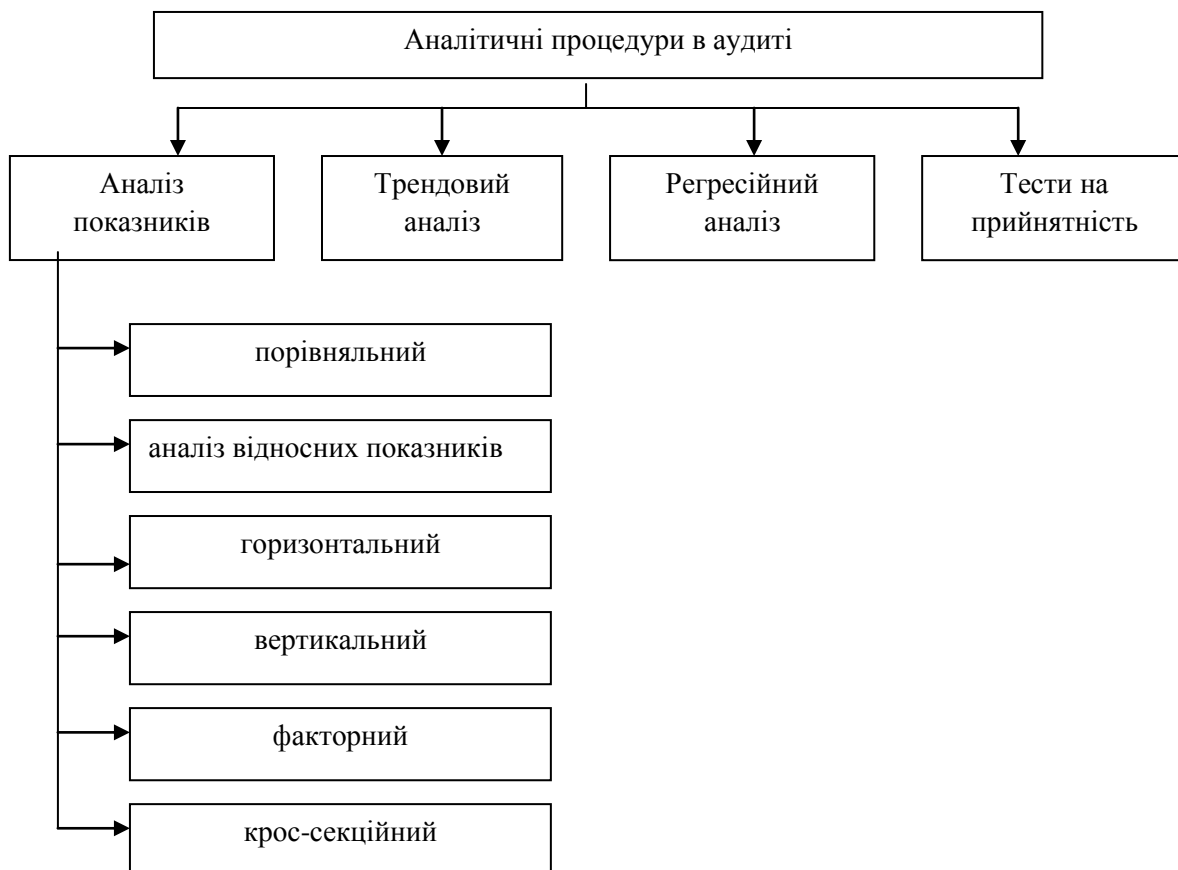 Аналітичні процедури в аудиті
Аналіз
показників
Трендовий
аналіз
Регресійний
аналіз
Тести на
прийнятність
порівняльний
аналіз відносних показників
горизонтальний
вертикальний
факторний
крос-секційний